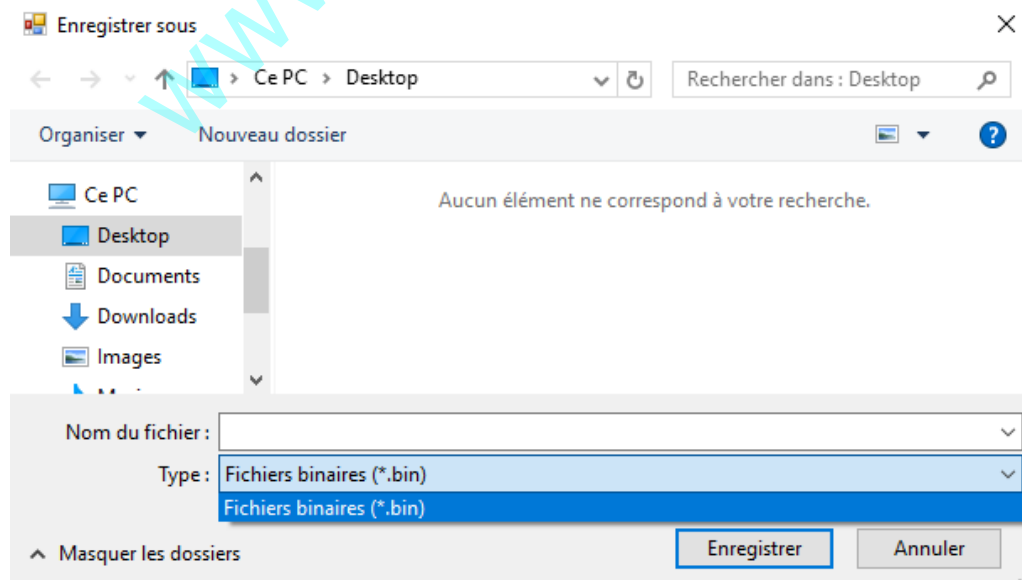 Enregistrer sous
Ce PC > Desktop
Rechercher dans : Desktop
Organiser
Nouveau dossier
Ce PC
Desktop
Documents
Downloads
Images
Aucun élément ne correspond à votre recherche.
Nom du fichier :
Type : Fichiers binaires (*.bin)
Fichiers binaires (*.bin)
Masquer les dossiers
Enregistrer
Annuler